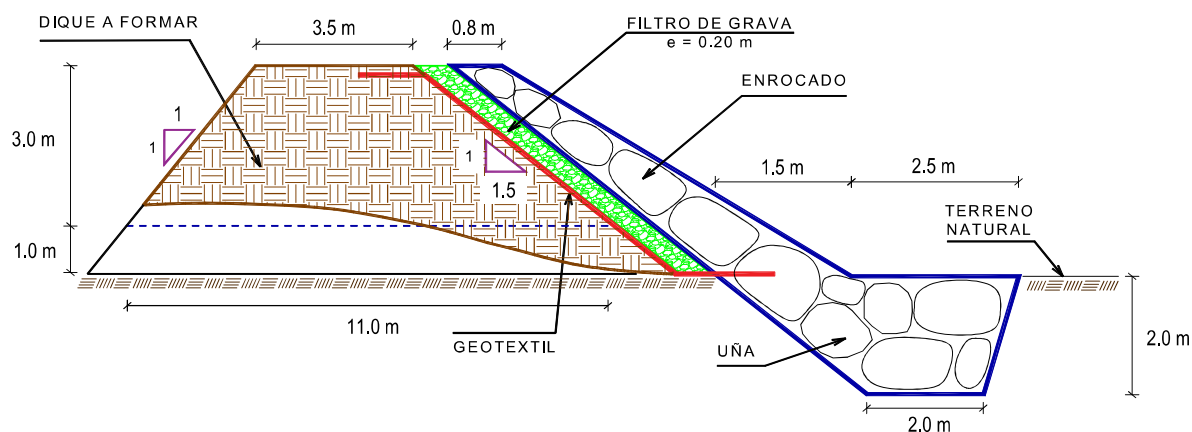 DIQUE A FORMAR
3.5 m
0.8 m
FILTRO DE GRAVA
e = 0.20 m
ENROCADO
1
1
3.0 m
1
1.5
1.5 m
2.5 m
TERRENO
NATURAL
1.0 m
11.0 m
GEOTEXTIL
UÑA
2.0 m
2.0 m